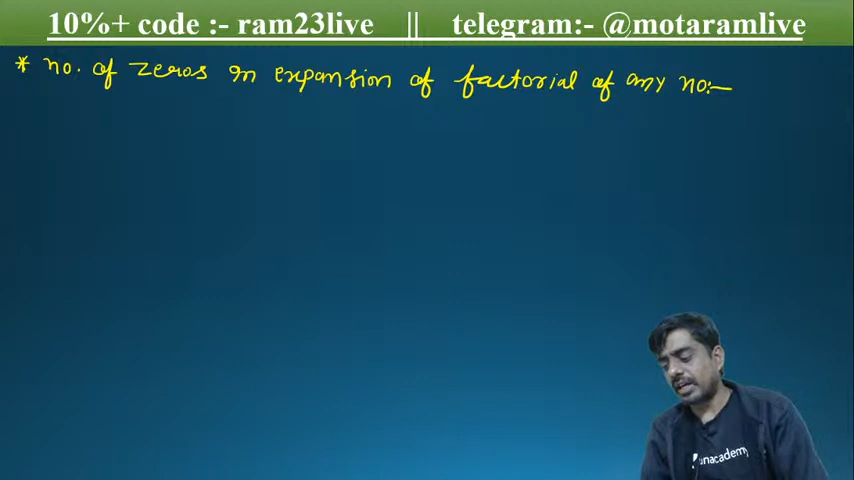 10%+ code :- ram23live || telegram:- @motaramlive
* no. of zeros in expansion of factorial of any no:-
unacademy